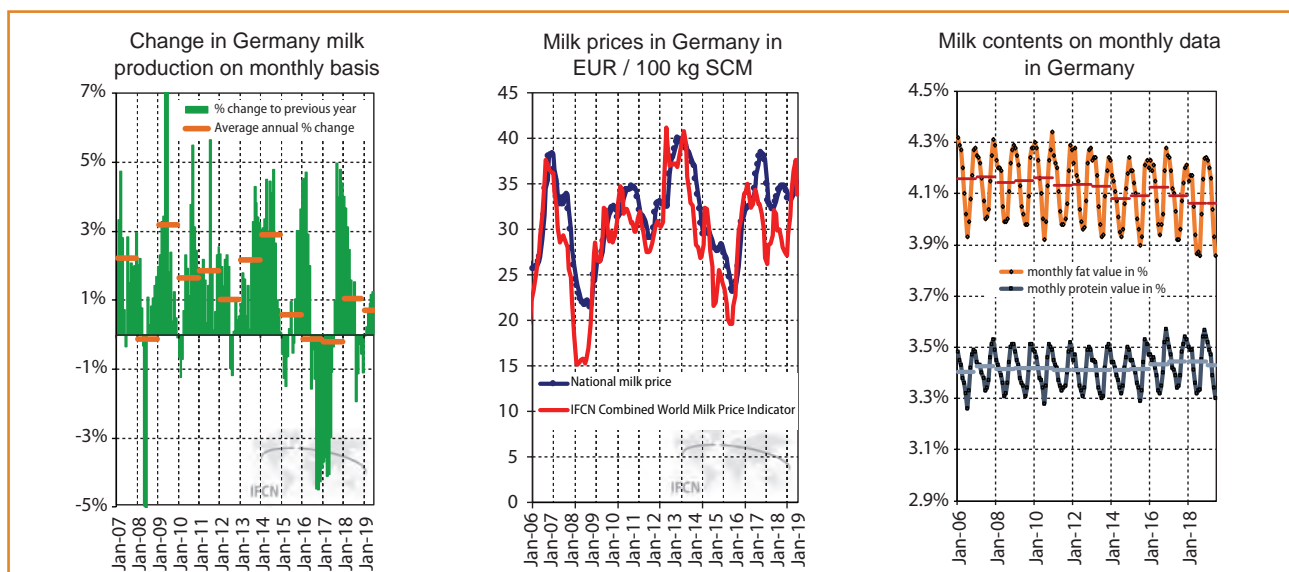 Change in Germany milk
production on monthly basis
7%
5%
3%
1%
-1%
-3%
-5%
% change to previous year
Average annual % change
IFCN
Jan-07
Jan-08
Jan-09
Jan-10
Jan-11
Jan-12
Jan-13
Jan-14
Jan-15
Jan-16
Jan-17
Jan-18
Jan-19
Milk prices in Germany in
EUR / 100 kg SCM
45
40
35
30
25
20
15
10
5
0
National milk price
IFCN Combined World Milk Price Indicator
IFCN
Jan-06
Jan-07
Jan-08
Jan-09
Jan-10
Jan-11
Jan-12
Jan-13
Jan-14
Jan-15
Jan-16
Jan-17
Jan-18
Jan-19
Milk contents on monthly data
in Germany
4.5%
4.3%
4.1%
3.9%
3.7%
3.5%
3.3%
3.1%
2.9%
monthly fat value in %
mothly protein value in %
Jan-06
Jan-08
Jan-10
Jan-12
Jan-14
Jan-16
Jan-18